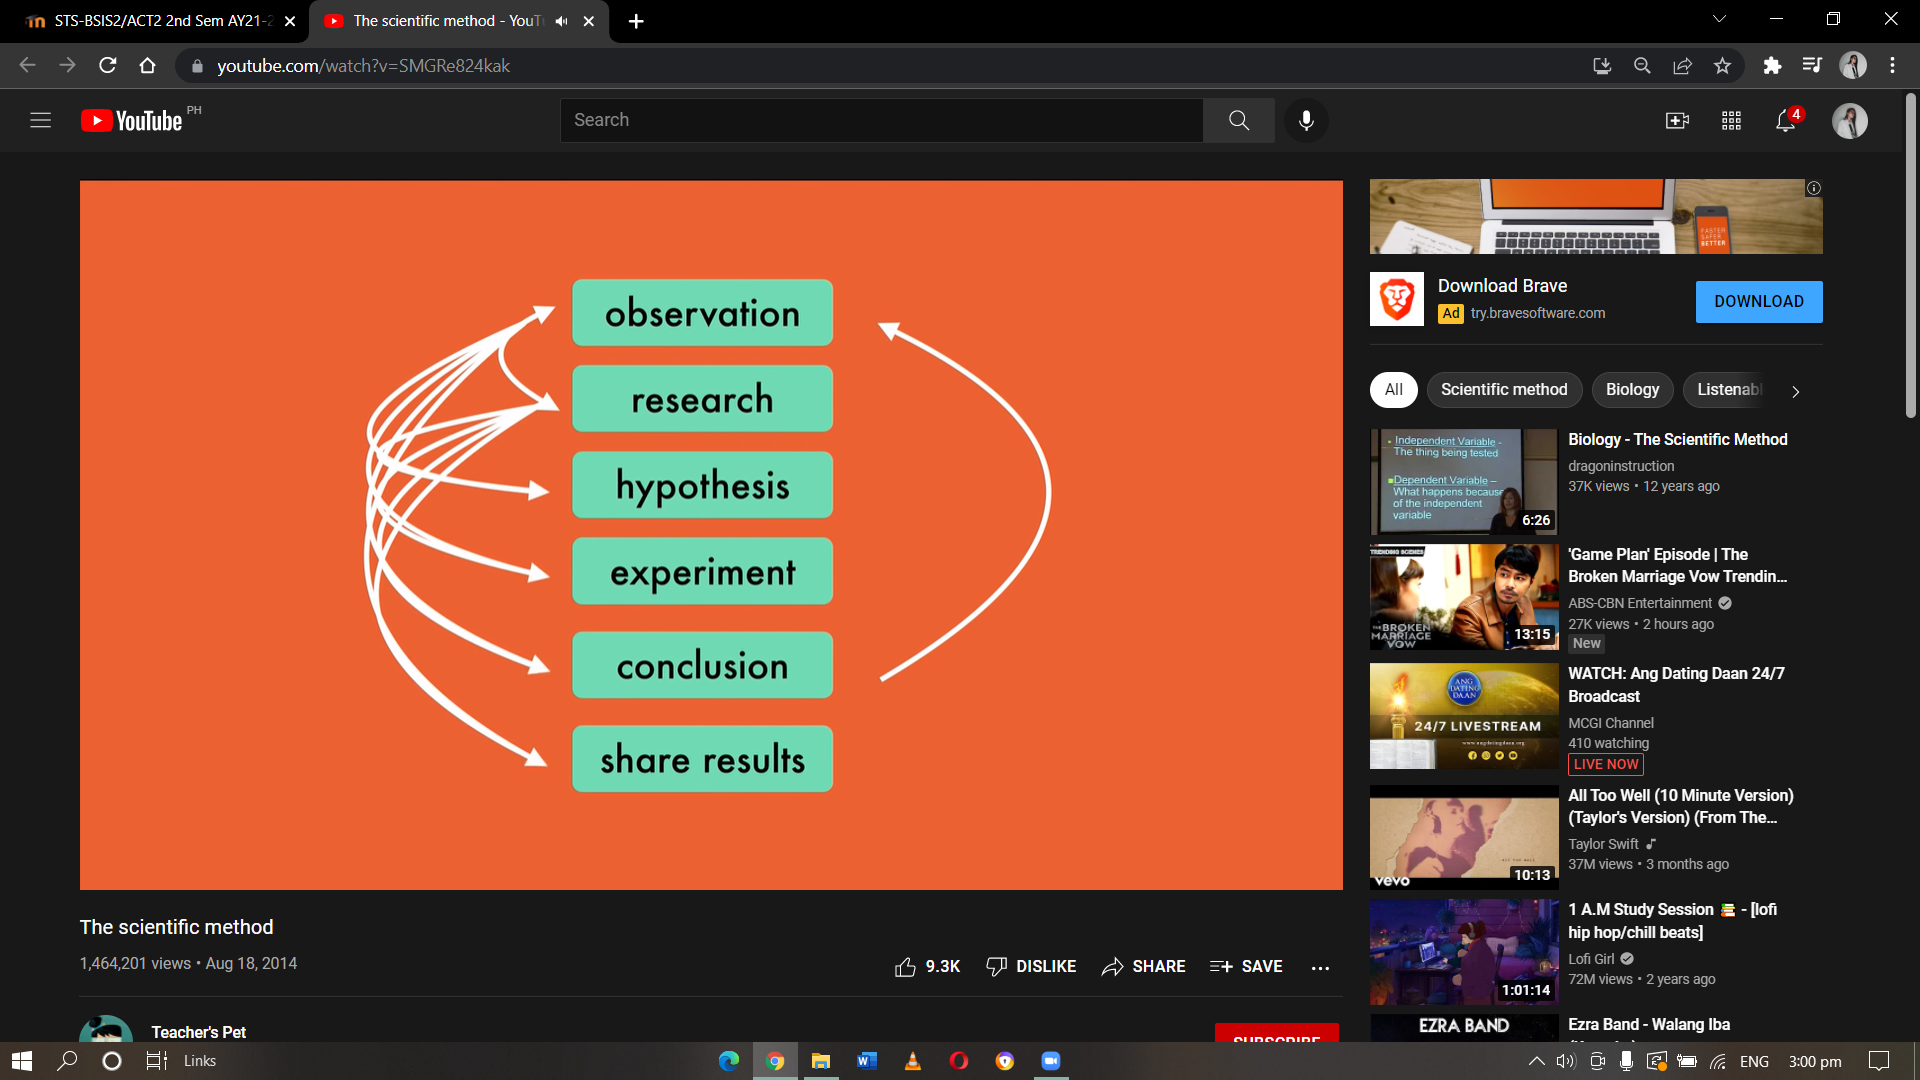 STS-BSIS2/ACT2 2nd Sem AY21-2
The scientific method - YouTu
youtube.com/watch?v=SMGRe824kak
YouTube PH
Search
4
observation
research
hypothesis
experiment
conclusion
share results
The scientific method
1,464,201 views • Aug 18, 2014
9.3K
DISLIKE
SHARE
SAVE
Teacher's Pet
SUBSCRIBE
FASTER
SAFER
BETTER
Download Brave
Ad try.bravesoftware.com
DOWNLOAD
All
Scientific method
Biology
Listenabl
Independent Variable -
The thing being tested
Dependent Variable –
What happens because
of the independent
variable
6:26
Biology - The Scientific Method
dragoninstruction
37K views • 12 years ago
TRENDING SCENES
THE BROKEN
MARRIAGE
VOW
13:15
'Game Plan' Episode | The
Broken Marriage Vow Trendin...
ABS-CBN Entertainment
27K views • 2 hours ago
New
ANG
DATING
DAAN
24/7 LIVESTREAM
www.angdatingdaan.org
WATCH: Ang Dating Daan 24/7
Broadcast
MCGI Channel
410 watching
LIVE NOW
vevo
10:13
All Too Well (10 Minute Version)
(Taylor's Version) (From The...
Taylor Swift
37M views • 3 months ago
1:01:14
1 A.M Study Session 📚 - [lofi
hip hop/chill beats]
Lofi Girl
72M views • 2 years ago
EZRA BAND
Ezra Band - Walang Iba
Links
ENG
3:00 pm